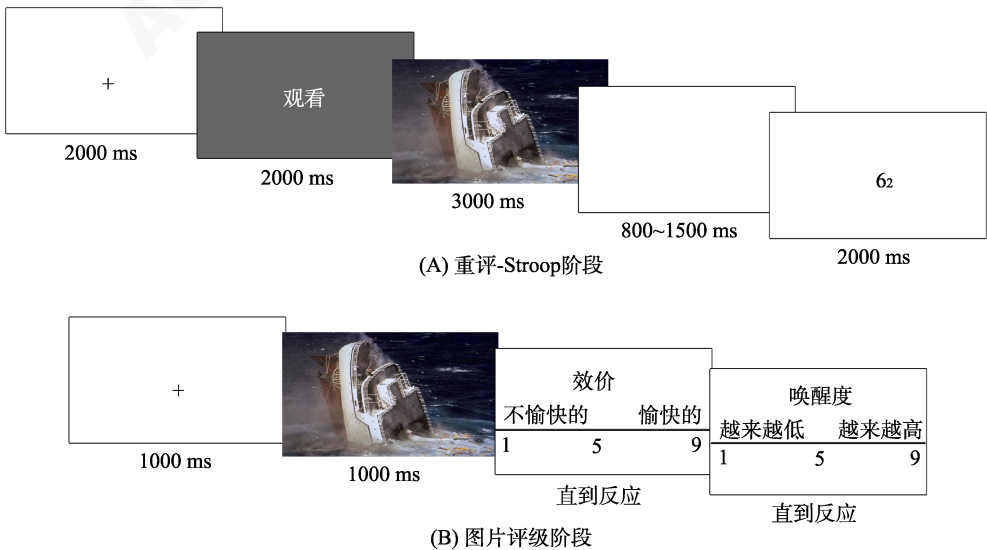 +
2000 ms
观看
2000 ms
3000 ms
800~1500 ms
62
2000 ms
(A) 重评-Stroop阶段
+
1000 ms
1000 ms
效价
不愉快的 愉快的
1 5 9
直到反应
唤醒度
越来越低 越来越高
1 5 9
直到反应
(B) 图片评级阶段